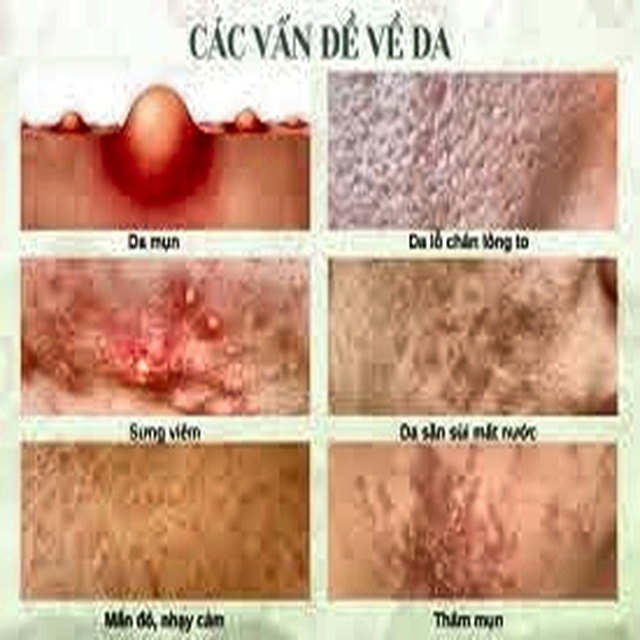 CÁC VẤN ĐỀ VỀ DA
Da mụn
Da lỗ chân lông to
Sưng viêm
Da sần sùi mất nước
Mẩn đỏ, nhạy cảm
Thâm mụn